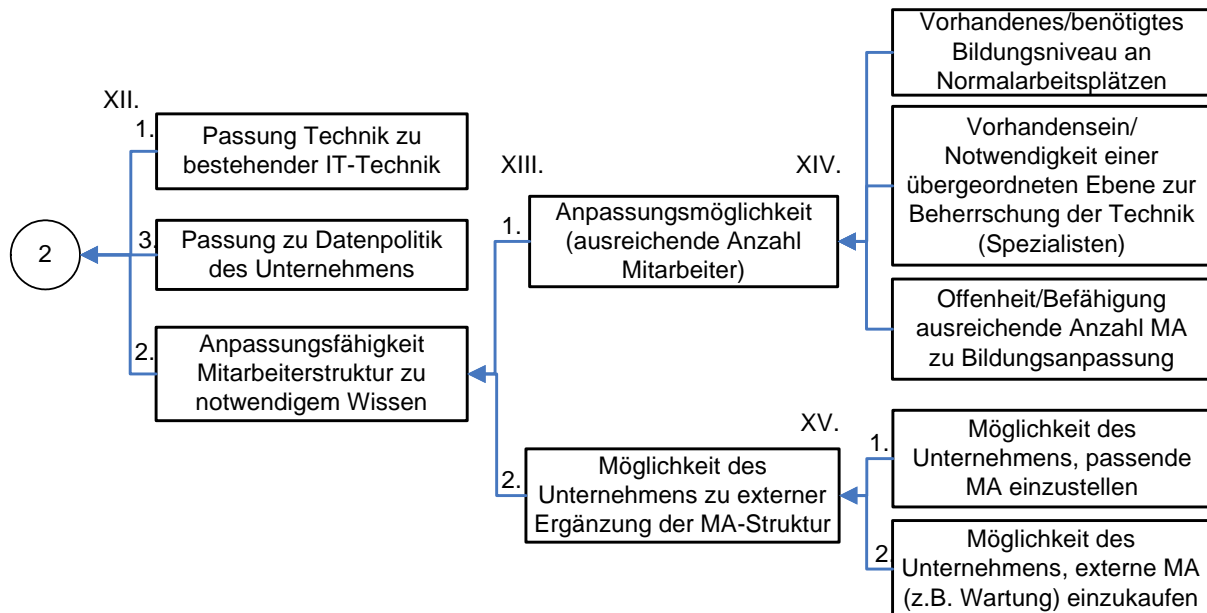 2
XII.
1.
Passung Technik zu
bestehender IT-Technik
3.
Passung zu Datenpolitik
des Unternehmens
2.
Anpassungsfähigkeit
Mitarbeiterstruktur zu
notwendigem Wissen
XIII.
1.
Anpassungsmöglichkeit
(ausreichende Anzahl
Mitarbeiter)
2.
Möglichkeit des
Unternehmens zu externer
Ergänzung der MA-Struktur
XIV.
Vorhandenes/benötigtes
Bildungsniveau an
Normalarbeitsplätzen
Vorhandensein/
Notwendigkeit einer
übergeordneten Ebene zur
Beherrschung der Technik
(Spezialisten)
Offenheit/Befähigung
ausreichende Anzahl MA
zu Bildungsanpassung
XV.
1.
Möglichkeit des
Unternehmens, passende
MA einzustellen
2.
Möglichkeit des
Unternehmens, externe MA
(z.B. Wartung) einzukaufen